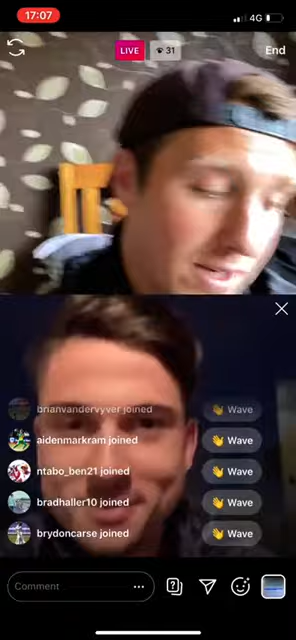 17:07
4G
LIVE
31
End
brianvandervyver joined
👋 Wave
aidenmarkram joined
👋 Wave
ntabo_ben21 joined
👋 Wave
bradhaller10 joined
👋 Wave
brydoncarse joined
👋 Wave
Comment